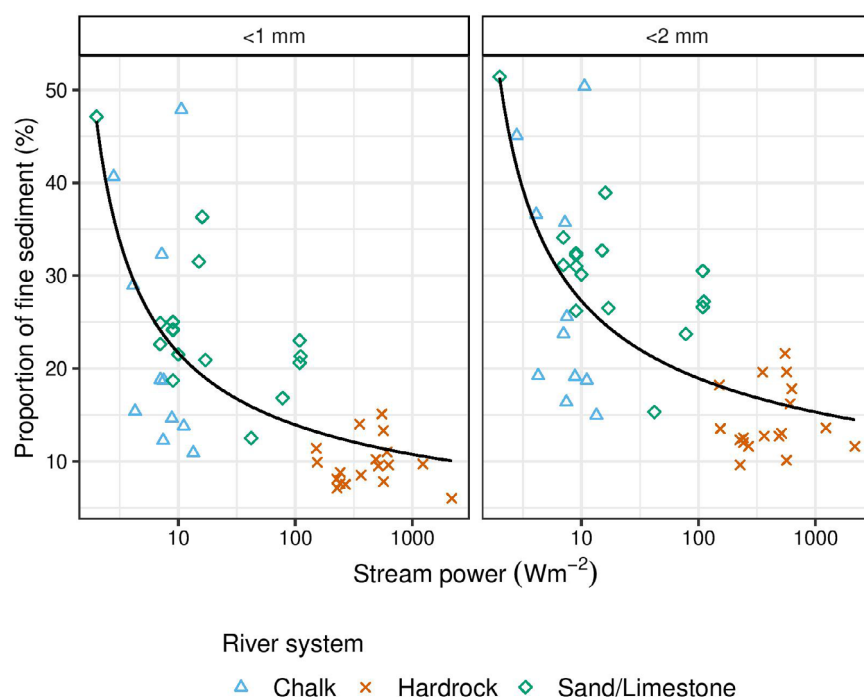 <1 mm
<2 mm
Proportion of fine sediment (%)
50
40
30
20
10
10
100
1000
10
100
1000
Stream power (Wm⁻²)
River system
Chalk
Hardrock
Sand/Limestone